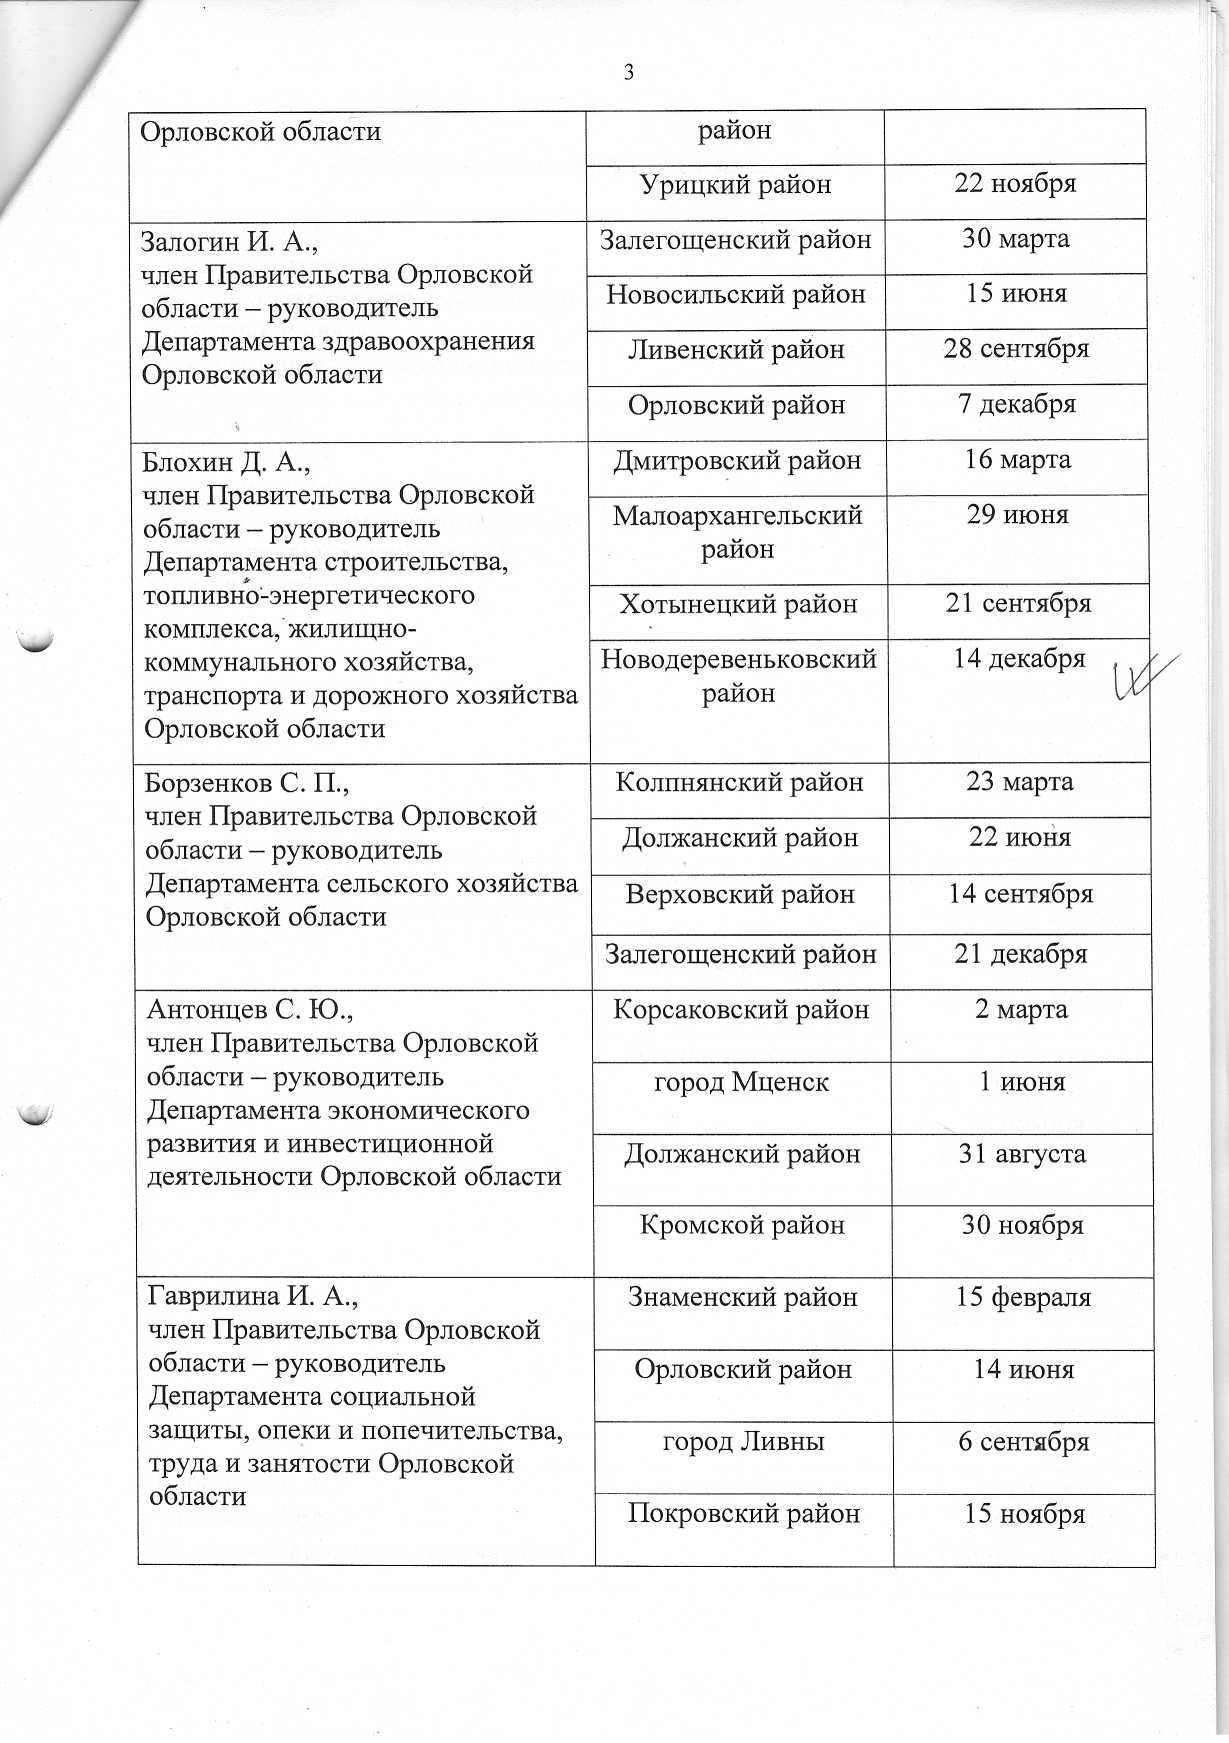 3
Орловской области
район
Урицкий район
22 ноября
Залогин И. А.,
член Правительства Орловской
области – руководитель
Департамента здравоохранения
Орловской области
Залегощенский район
30 марта
Новосильский район
15 июня
Ливенский район
28 сентября
Орловский район
7 декабря
Блохин Д. А.,
член Правительства Орловской
области – руководитель
Департамента строительства,
топливно-энергетического
комплекса, жилищно-
коммунального хозяйства,
транспорта и дорожного хозяйства
Орловской области
Дмитровский район
16 марта
Малоархангельский
район
29 июня
Хотынецкий район
21 сентября
Новодеревеньковский
район
14 декабря
Борзенков С. П.,
член Правительства Орловской
области – руководитель
Департамента сельского хозяйства
Орловской области
Колпнянский район
23 марта
Должанский район
22 июня
Верховский район
14 сентября
Залегощенский район
21 декабря
Антонцев С. Ю.,
член Правительства Орловской
области – руководитель
Департамента экономического
развития и инвестиционной
деятельности Орловской области
Корсаковский район
2 марта
город Мценск
1 июня
Должанский район
31 августа
Кромской район
30 ноября
Гаврилина И. А.,
член Правительства Орловской
области – руководитель
Департамента социальной
защиты, опеки и попечительства,
труда и занятости Орловской
области
Знаменский район
15 февраля
Орловский район
14 июня
город Ливны
6 сентября
Покровский район
15 ноября